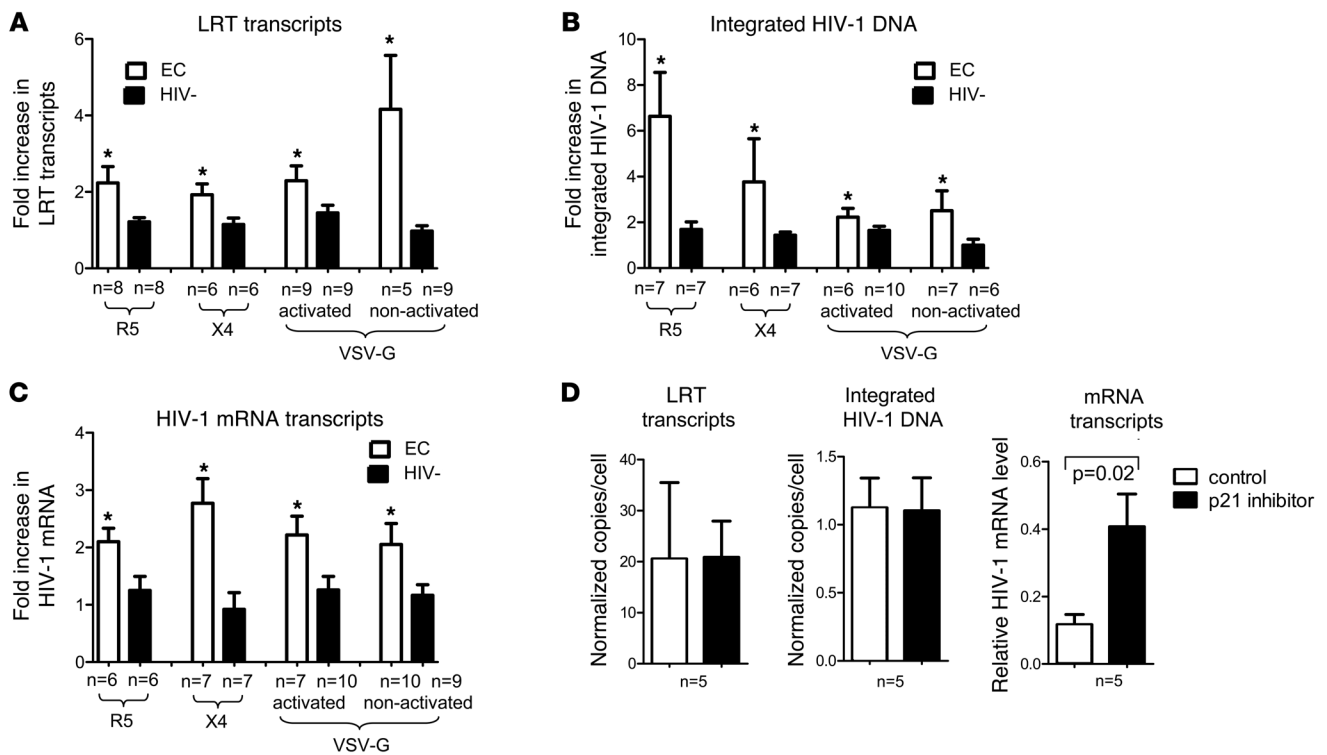 A
LRT transcripts
Fold increase in
LRT transcripts
6
4
2
0
EC
HIV-
*
*
*
*
n=8 n=8 n=6 n=6 n=9 n=9 n=5 n=9
activated non-activated
R5 X4
VSV-G
B
Integrated HIV-1 DNA
Fold increase in
integrated HIV-1 DNA
10
8
6
4
2
0
EC
HIV-
*
*
*
*
n=7 n=7 n=6 n=7 n=6 n=10 n=7 n=6
activated non-activated
R5 X4
VSV-G
C
HIV-1 mRNA transcripts
Fold increase in
HIV-1 mRNA
4
3
2
1
0
EC
HIV-
*
*
*
*
n=6 n=6 n=7 n=7 n=7 n=10 n=10 n=9
activated non-activated
R5 X4
VSV-G
D
LRT
transcripts
Normalized copies/cell
40
30
20
10
0
n=5
Integrated
HIV-1 DNA
Normalized copies/cell
1.5
1.0
0.5
0.0
n=5
mRNA
transcripts
Relative HIV-1 mRNA level
0.6
0.4
0.2
0.0
p=0.02
n=5
control
p21 inhibitor